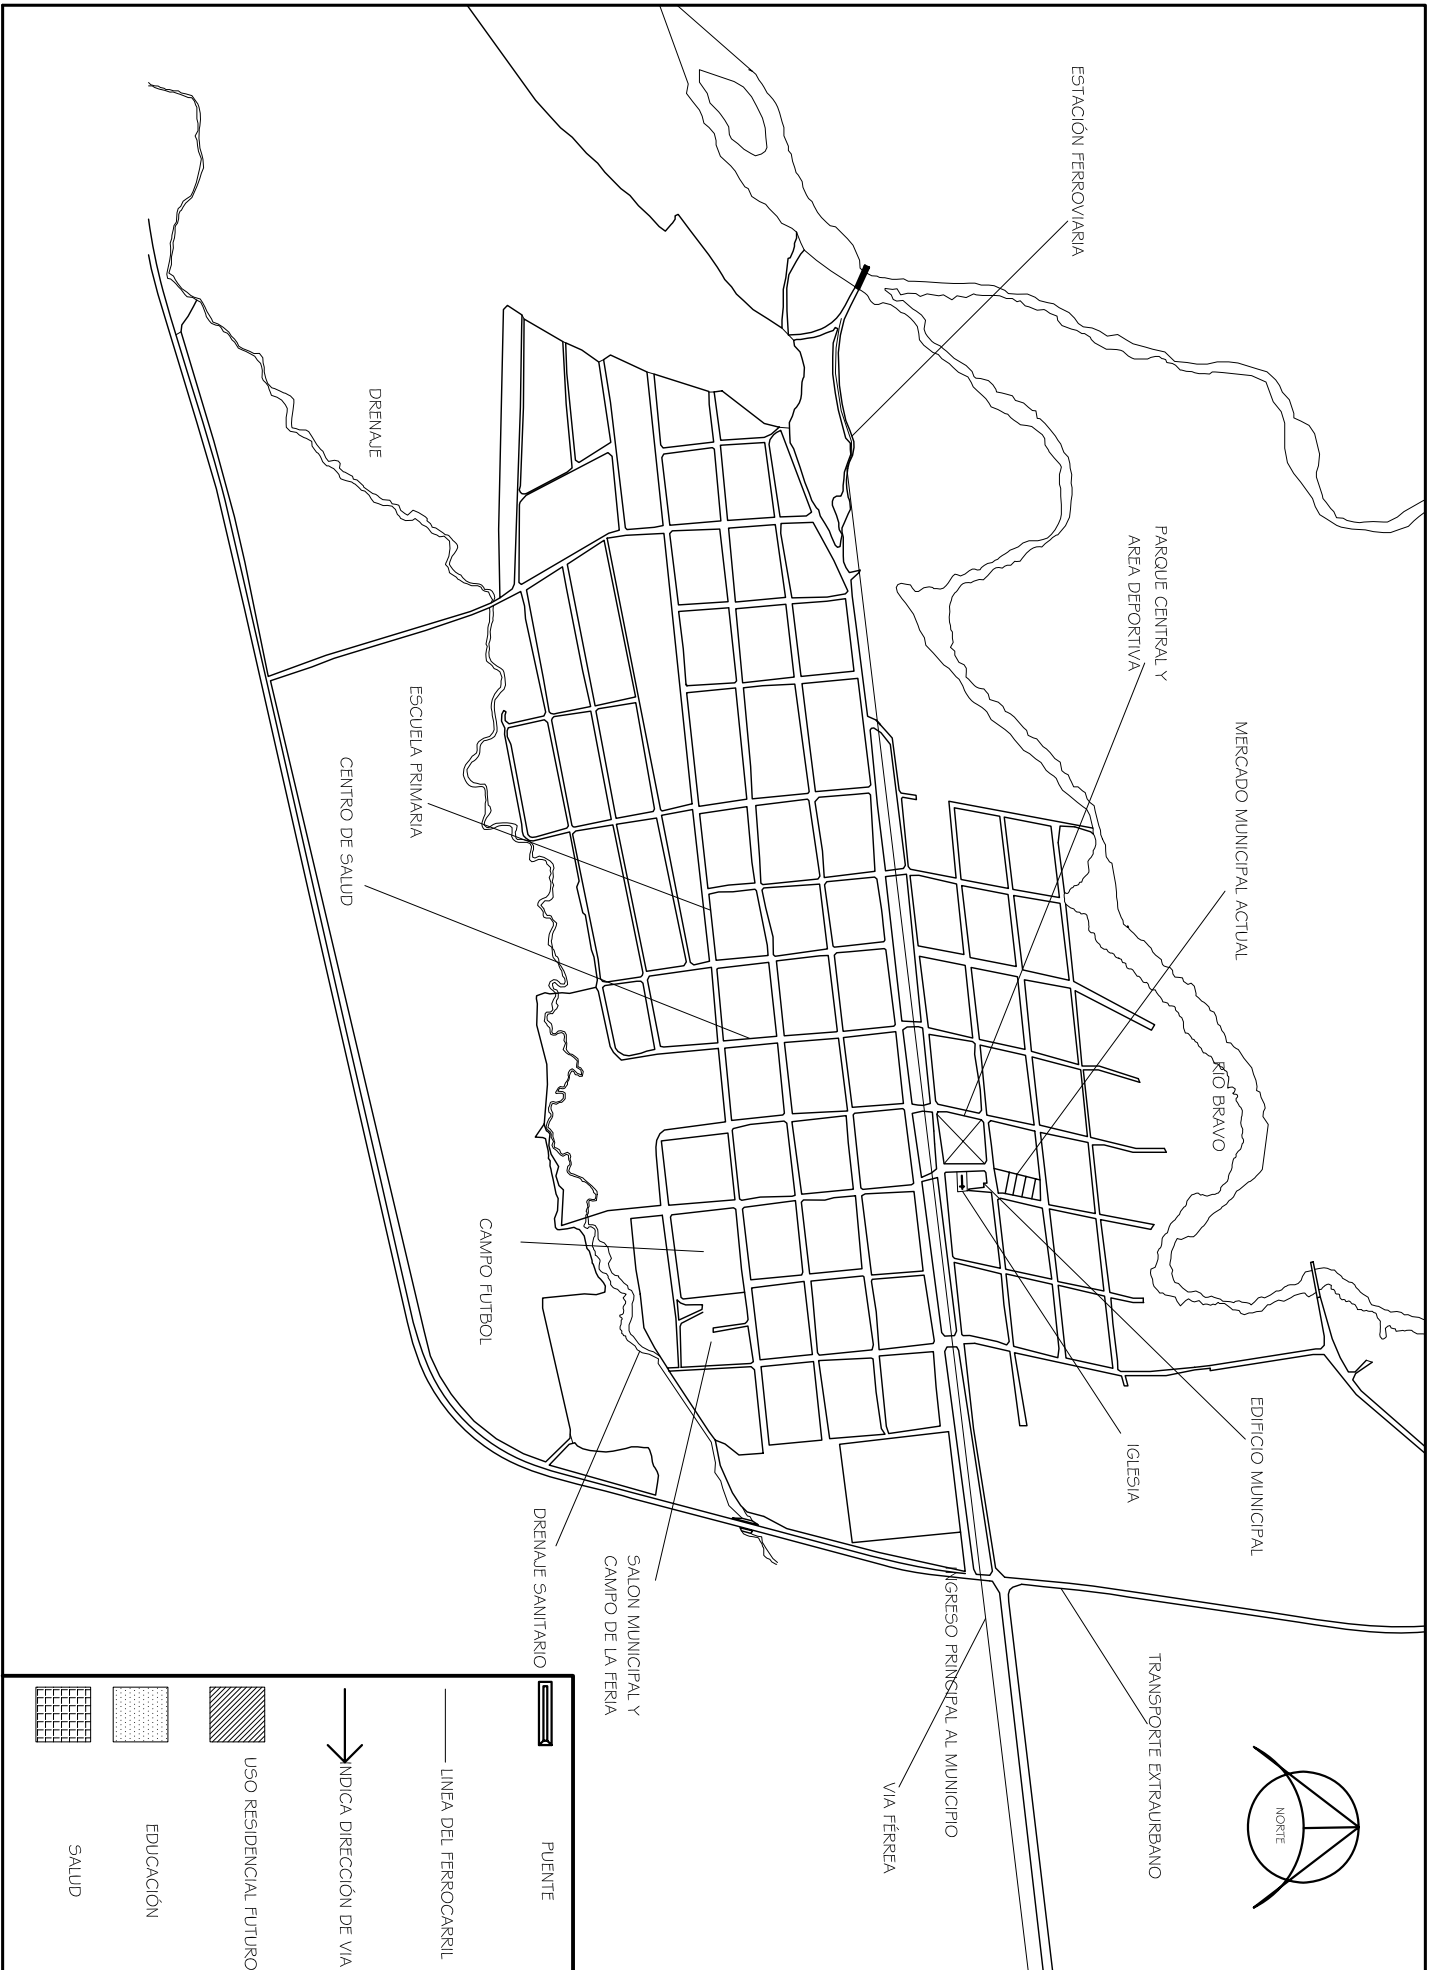 ESTACIÓN FERROVIARIA
PARQUE CENTRAL Y
AREA DEPORTIVA
MERCADO MUNICIPAL ACTUAL
RIO BRAVO
EDIFICIO MUNICIPAL
IGLESIA
TRANSPORTE EXTRAURBANO
NORTE
INGRESO PRINCIPAL AL MUNICIPIO
VIA FÉRREA
DRENAJE
ESCUELA PRIMARIA
CENTRO DE SALUD
CAMPO FUTBOL
DRENAJE SANITARIO
SALON MUNICIPAL Y
CAMPO DE LA FERIA
PUENTE
LINEA DEL FERROCARRIL
INDICA DIRECCIÓN DE VIA
USO RESIDENCIAL FUTURO
EDUCACIÓN
SALUD